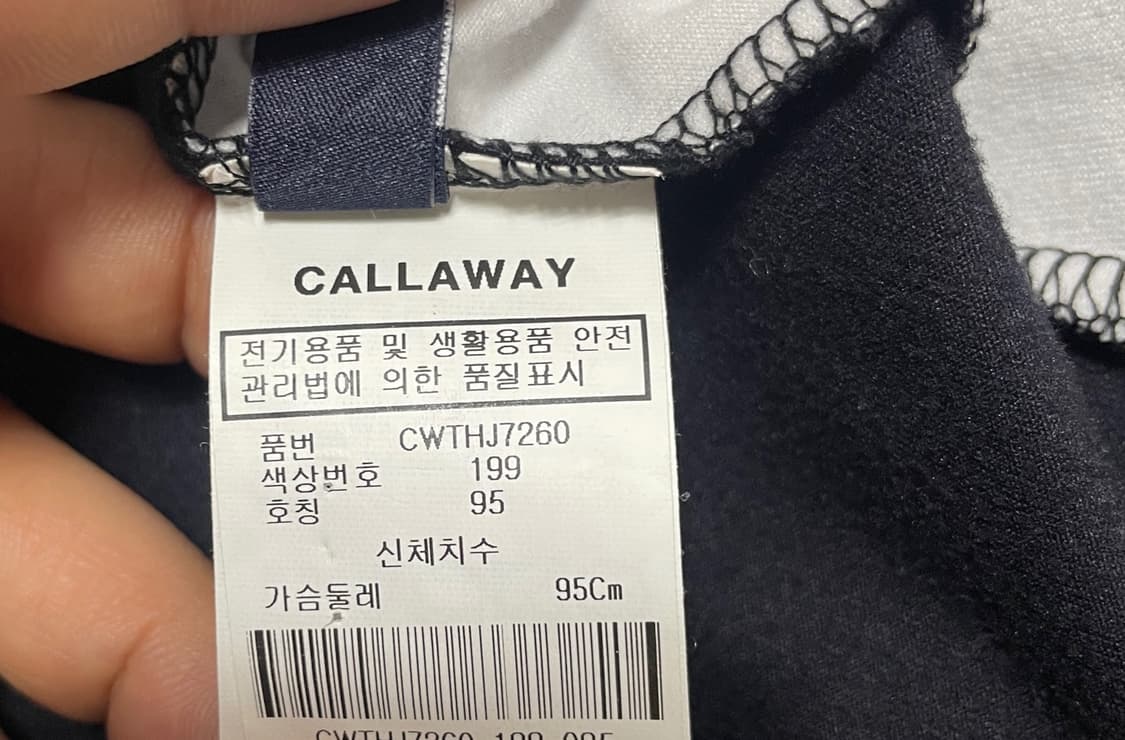 CALLAWAY
전기용품 및 생활용품 안전
관리법에 의한 품질표시
품번 CWTHJ7260
색상번호 199
호칭 95
신체치수
가슴둘레 95Cm